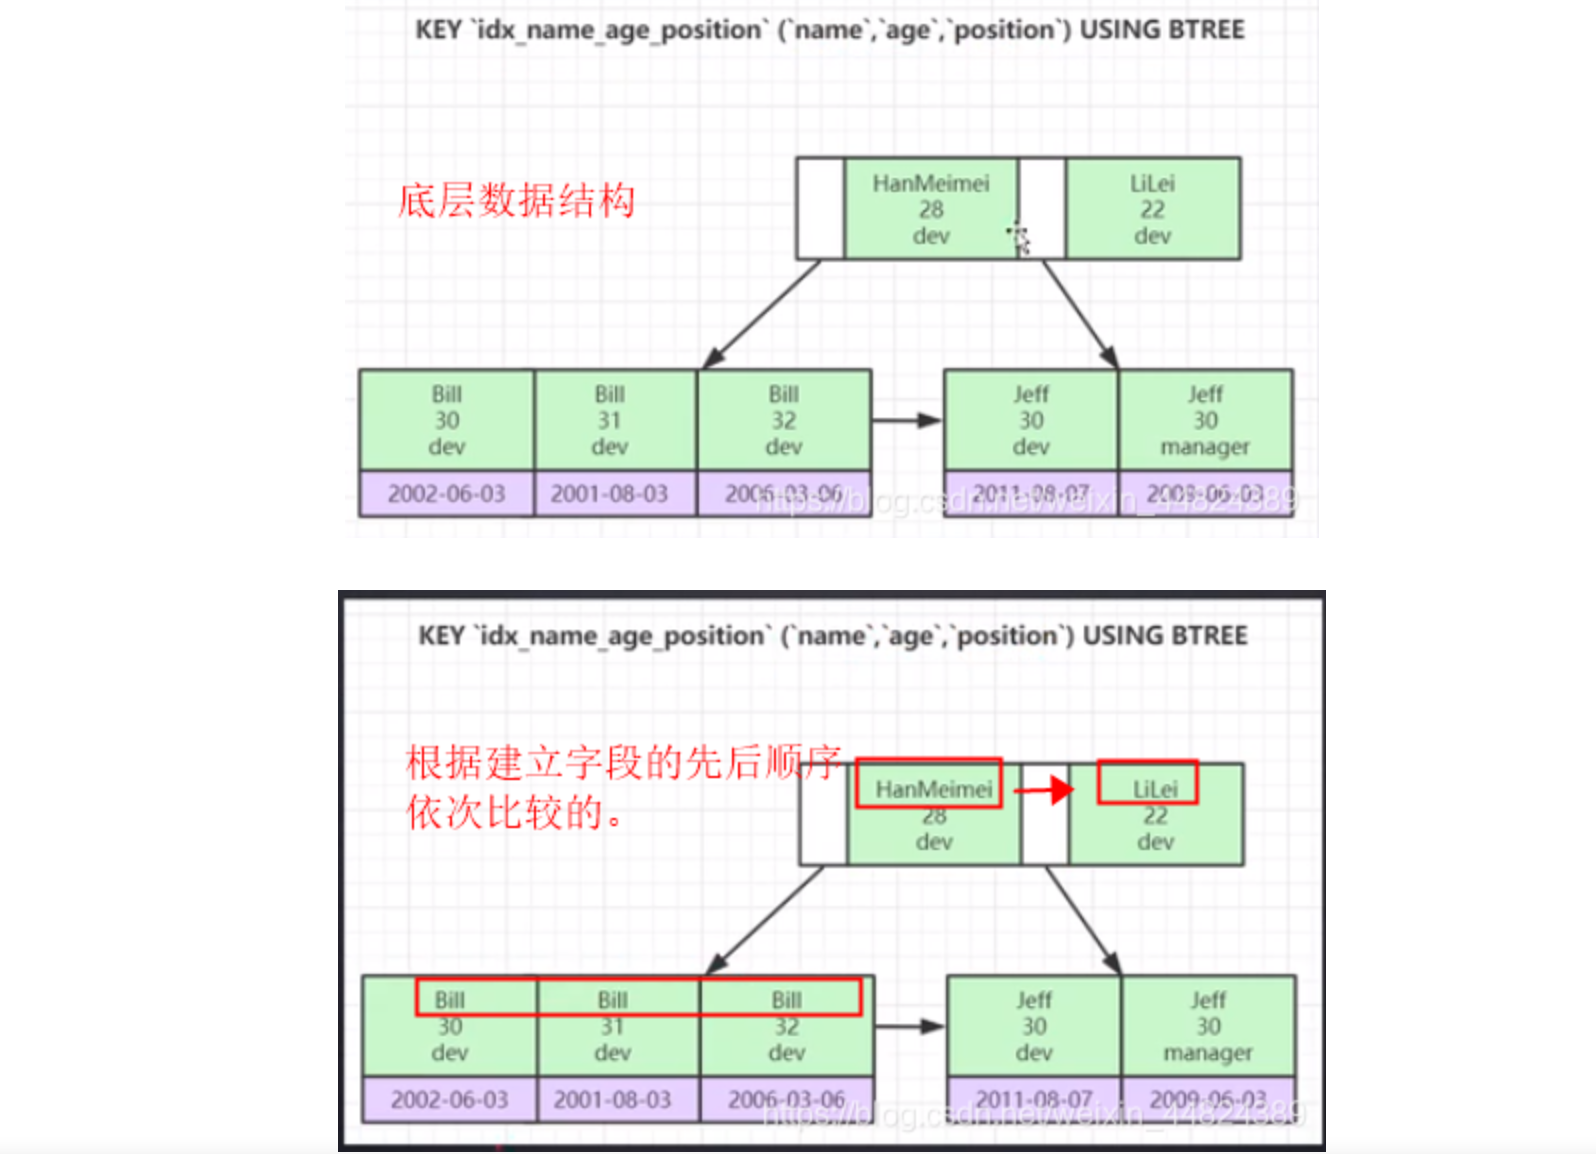 KEY `idx_name_age_position` (`name`,`age`,`position`) USING BTREE
底层数据结构
HanMeimei
28
dev
LiLei
22
dev
Bill
30
dev
2002-06-03
Bill
31
dev
2001-08-03
Bill
32
dev
2006-03-06
Jeff
30
dev
2011-08-07
Jeff
30
manager
2009-06-03
https://blog.csdn.net/weixin_44824389
KEY `idx_name_age_position` (`name`,`age`,`position`) USING BTREE
根据建立字段的先后顺序
依次比较的。
HanMeimei
28
dev
LiLei
22
dev
Bill
30
dev
2002-06-03
Bill
31
dev
2001-08-03
Bill
32
dev
2006-03-06
Jeff
30
dev
2011-08-07
Jeff
30
manager
2009-06-03
https://blog.csdn.net/weixin_44824389